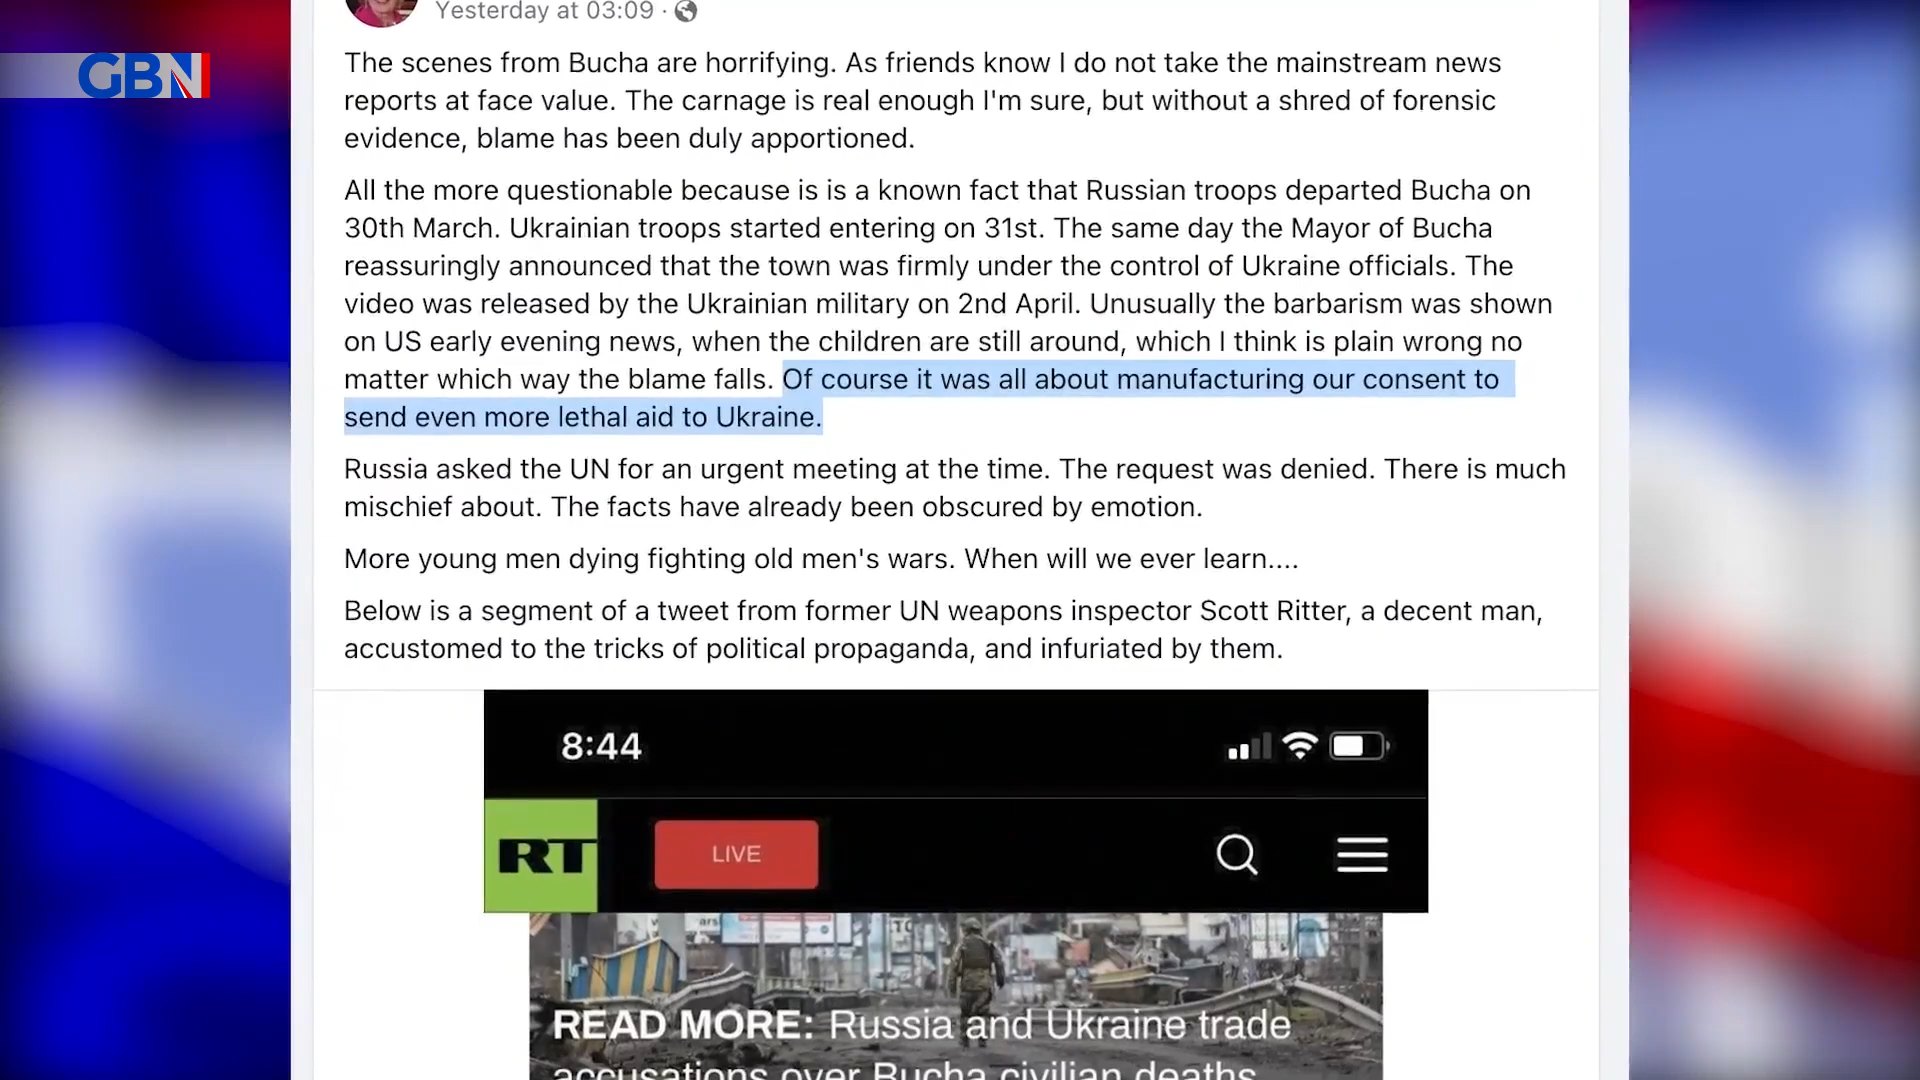 Yesterday at 03:09 ·
GBN
The scenes from Bucha are horrifying. As friends know I do not take the mainstream news
reports at face value. The carnage is real enough I'm sure, but without a shred of forensic
evidence, blame has been duly apportioned.
All the more questionable because is is a known fact that Russian troops departed Bucha on
30th March. Ukrainian troops started entering on 31st. The same day the Mayor of Bucha
reassuringly announced that the town was firmly under the control of Ukraine officials. The
video was released by the Ukrainian military on 2nd April. Unusually the barbarism was shown
on US early evening news, when the children are still around, which I think is plain wrong no
matter which way the blame falls. Of course it was all about manufacturing our consent to
send even more lethal aid to Ukraine.
Russia asked the UN for an urgent meeting at the time. The request was denied. There is much
mischief about. The facts have already been obscured by emotion.
More young men dying fighting old men's wars. When will we ever learn....
Below is a segment of a tweet from former UN weapons inspector Scott Ritter, a decent man,
accustomed to the tricks of political propaganda, and infuriated by them.
8:44
RT
LIVE
READ MORE: Russia and Ukraine trade
accusations over Bucha civilian deaths